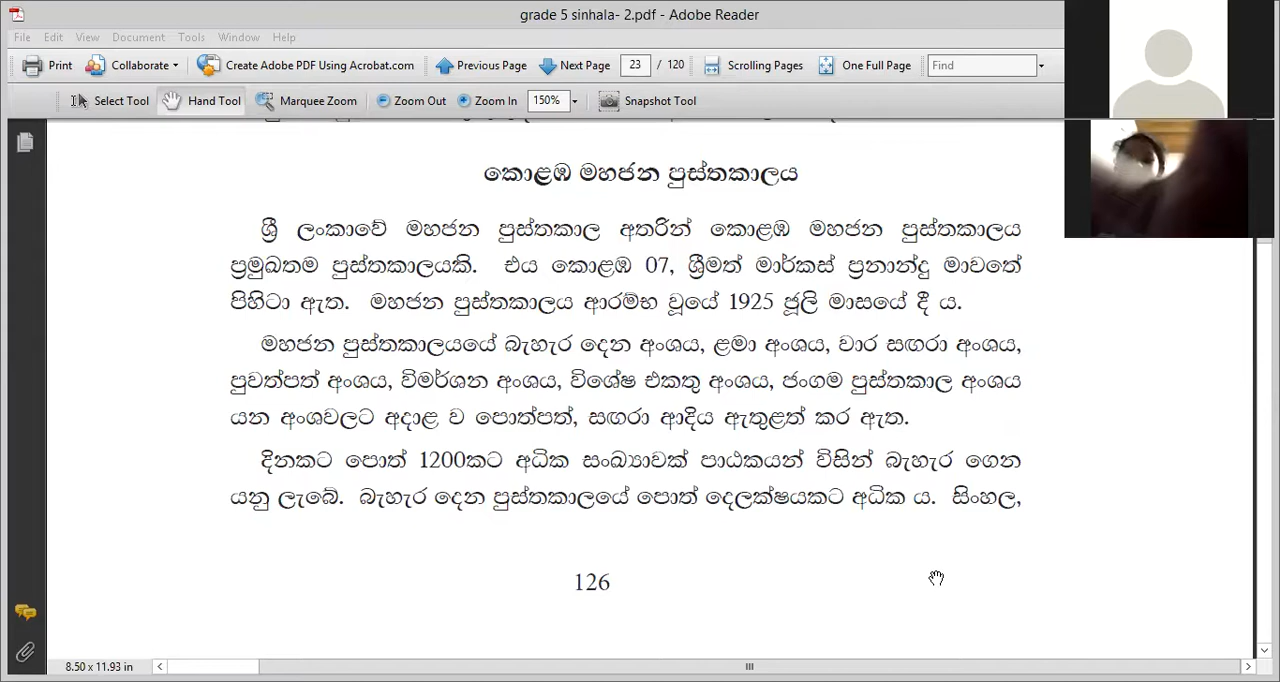 grade 5 sinhala- 2.pdf - Adobe Reader
File Edit View Document Tools Window Help
Print Collaborate Create Adobe PDF Using Acrobat.com Previous Page Next Page 23 / 120 Scrolling Pages One Full Page Find
Select Tool Hand Tool Marquee Zoom Zoom Out Zoom In 150% Snapshot Tool
කොළඹ මහජන පුස්තකාලය
ශ්‍රී ලංකාවේ මහජන පුස්තකාල අතරින් කොළඹ මහජන පුස්තකාලය
ප්‍රමුඛතම පුස්තකාලයකි. එය කොළඹ 07, ශ්‍රීමත් මාර්කස් ප්‍රනාන්දු මාවතේ
පිහිටා ඇත. මහජන පුස්තකාලය ආරම්භ වූයේ 1925 ජූලි මාසයේ දී ය.
මහජන පුස්තකාලයයේ බැහැර දෙන අංශය, ළමා අංශය, වාර සඟරා අංශය,
පුවත්පත් අංශය, විමර්ශන අංශය, විශේෂ එකතු අංශය, ජංගම පුස්තකාල අංශය
යන අංශවලට අදාළ ව පොත්පත්, සඟරා ආදිය ඇතුළත් කර ඇත.
දිනකට පොත් 1200කට අධික සංඛ්‍යාවක් පාඨකයන් විසින් බැහැර ගෙන
යනු ලැබේ. බැහැර දෙන පුස්තකාලයේ පොත් දෙලක්ෂයකට අධික ය. සිංහල,
126
8.50 x 11.93 in